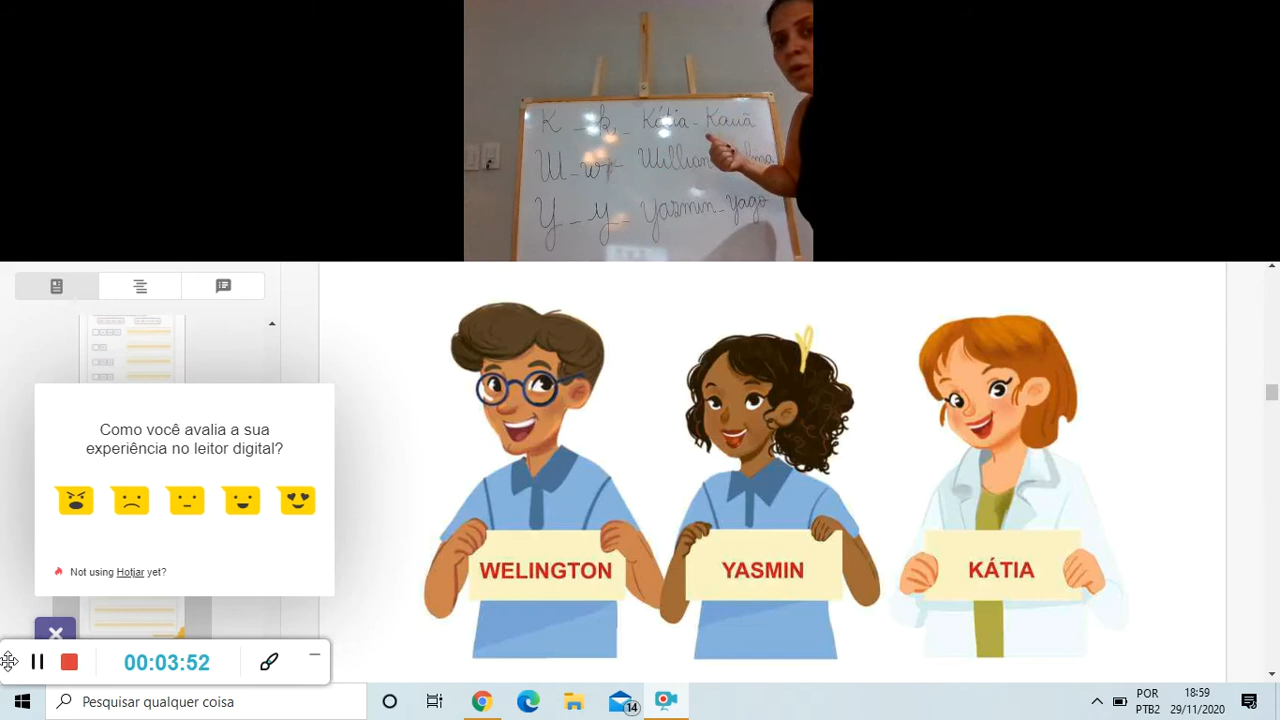 K - k, - Kátia - Kauã
W - w - Willian
Y - y - Yasmin - yago
Como você avalia a sua
experiência no leitor digital?
Not using Hotjar yet?
WELINGTON
YASMIN
KÁTIA
00:03:52
Pesquisar qualquer coisa
14
POR
PTB2
18:59
29/11/2020